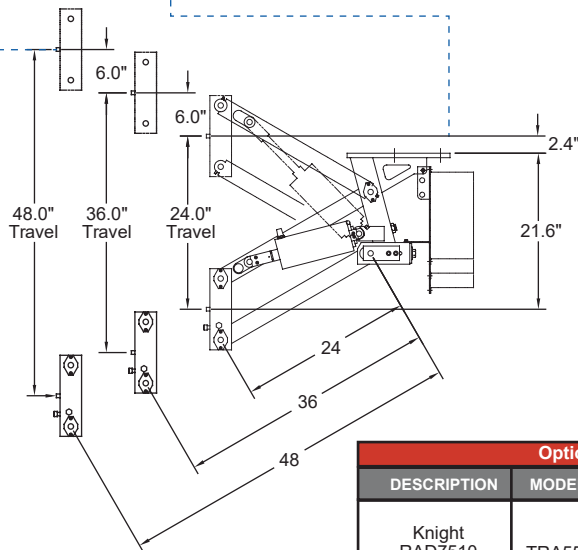 6.0"
6.0"
2.4"
48.0"
Travel
36.0"
Travel
24.0"
Travel
21.6"
24
36
48
Optio
DESCRIPTION
MODE
Knight